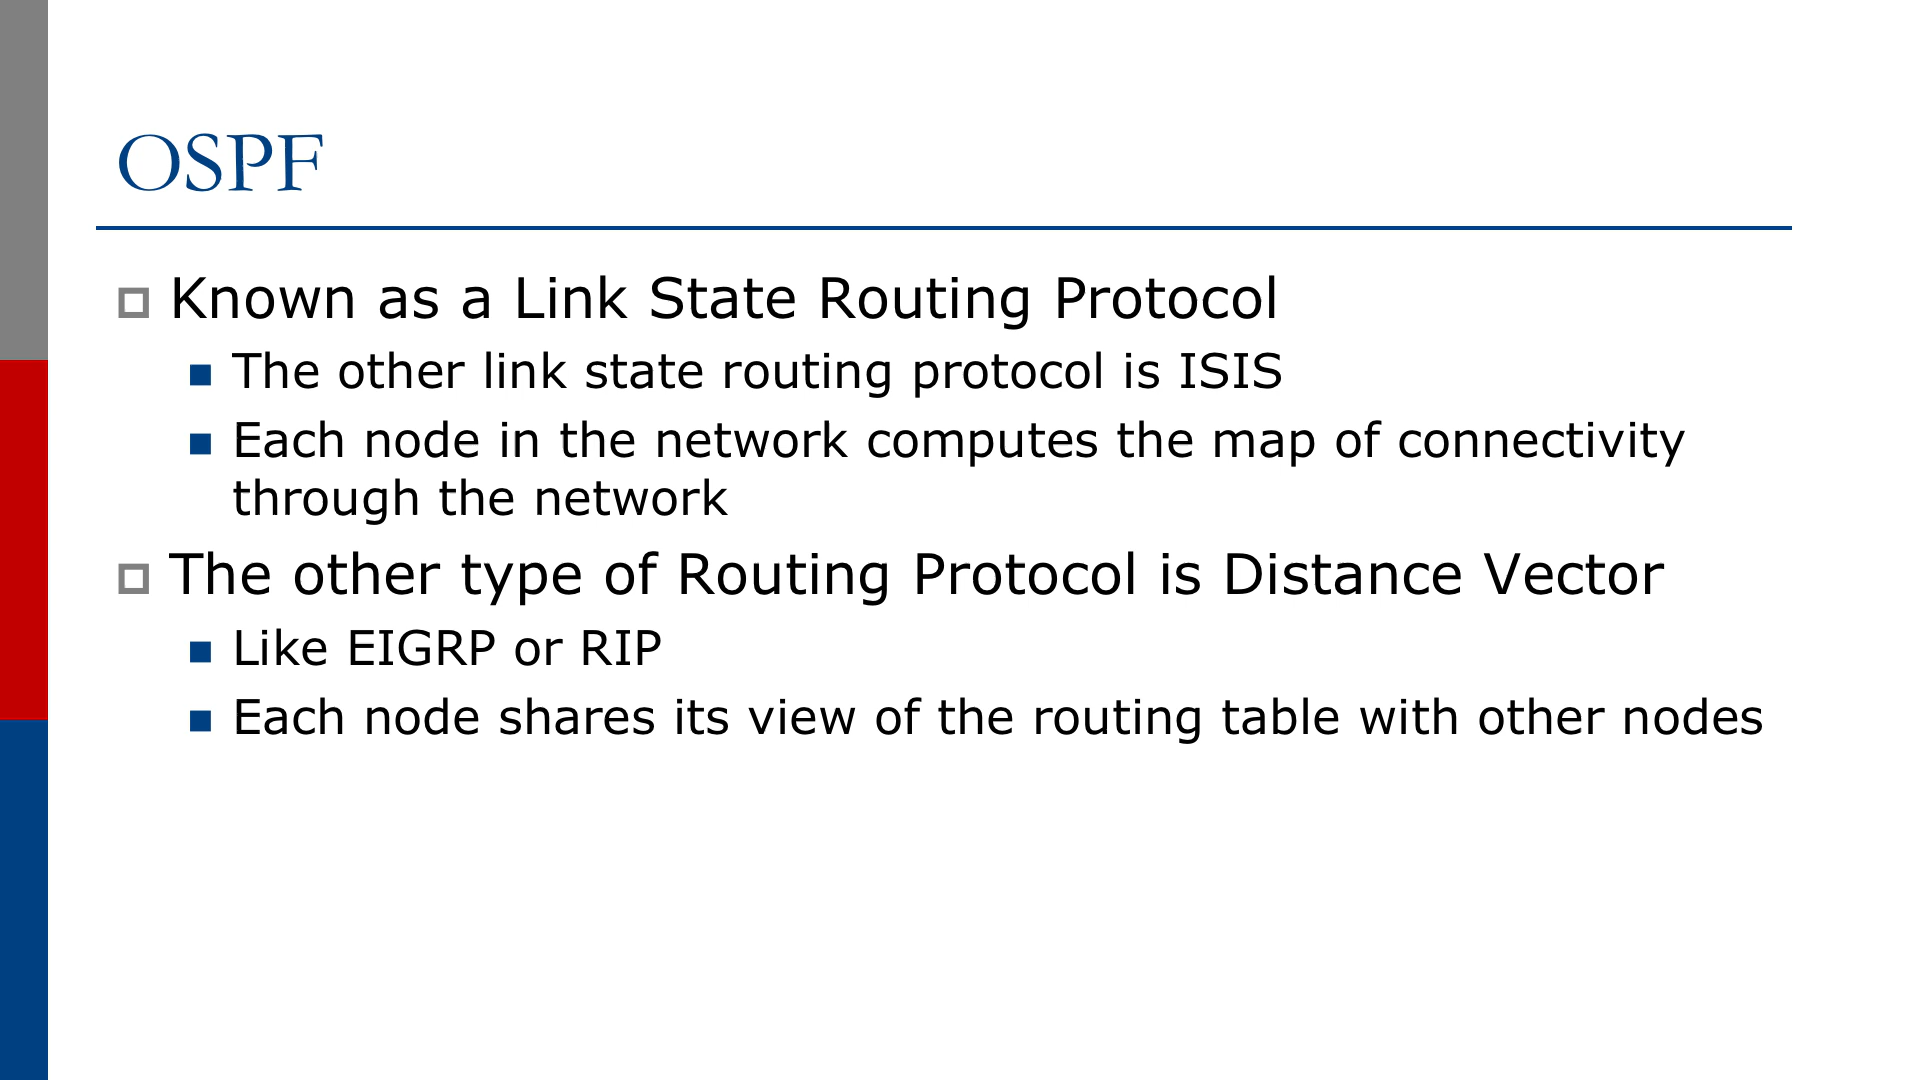 OSPF
Known as a Link State Routing Protocol
The other link state routing protocol is ISIS
Each node in the network computes the map of connectivity
through the network
The other type of Routing Protocol is Distance Vector
Like EIGRP or RIP
Each node shares its view of the routing table with other nodes